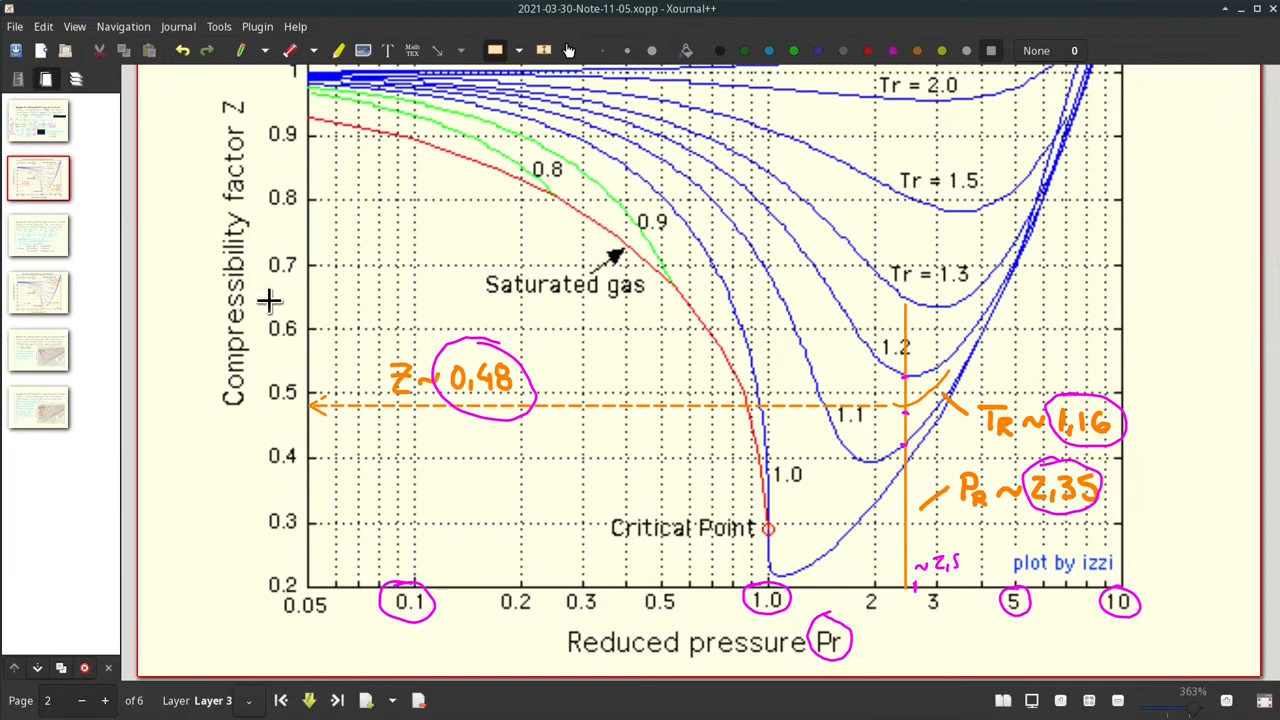 2021-03-30-Note-11-05.xopp - Xournal++
File Edit View Navigation Journal Tools Plugin Help
T MATH TEX None 0
1
Tr = 2.0
0.9
0.8
Tr = 1.5
0.8
0.9
0.7
Tr = 1.3
Saturated gas
0.6
1.2
Z ~ 0,48
0.5
1.1
TR ~ 1,16
0.4
1.0
PR ~ 2,35
0.3
Critical Point
~2,5
plot by izzi
0.2
0.05 0.1 0.2 0.3 0.5 1.0 2 3 5 10
Reduced pressure Pr
Compressibility factor Z
Page 2 of 6 Layer Layer 3 363%